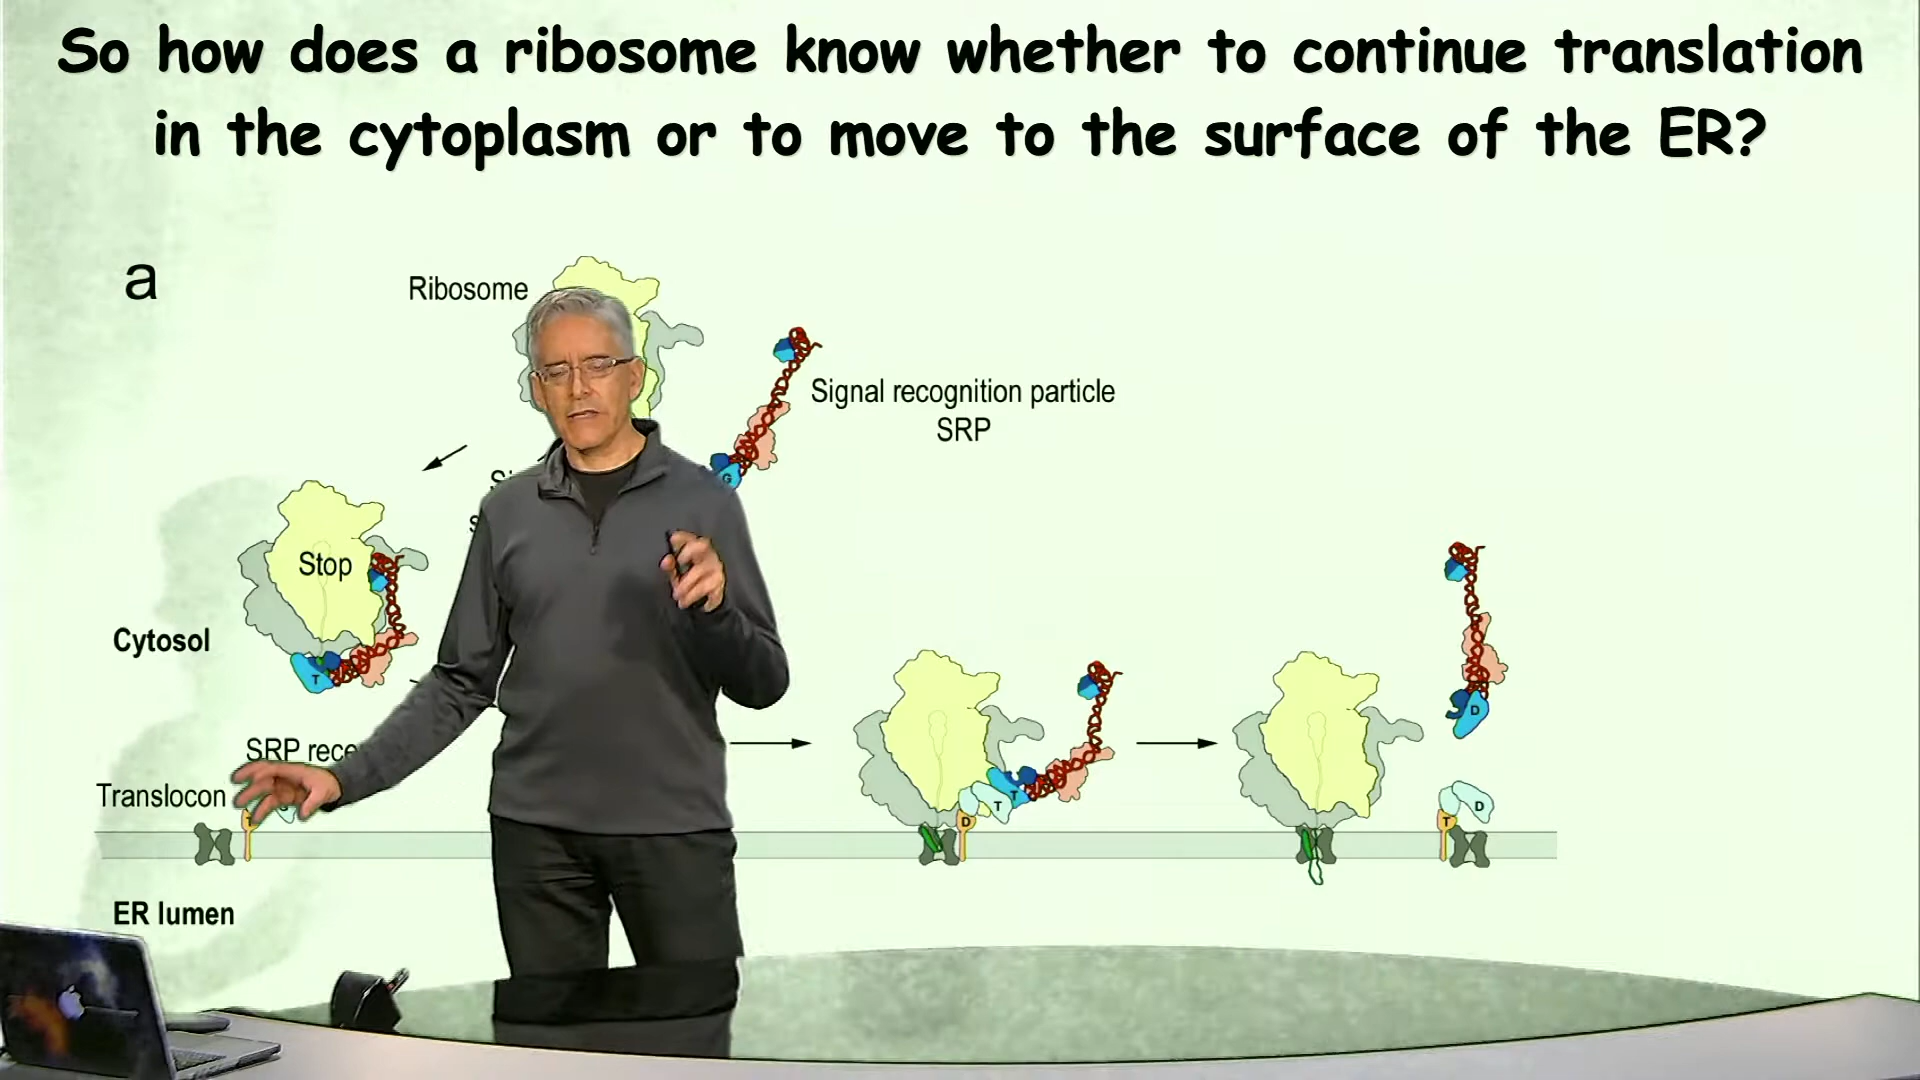 So how does a ribosome know whether to continue translation
in the cytoplasm or to move to the surface of the ER?
a
Ribosome
Signal recognition particle
SRP
G
Stop
Cytosol
T
D
SRP
Translocon
T
D
T
T
D
T
ER lumen